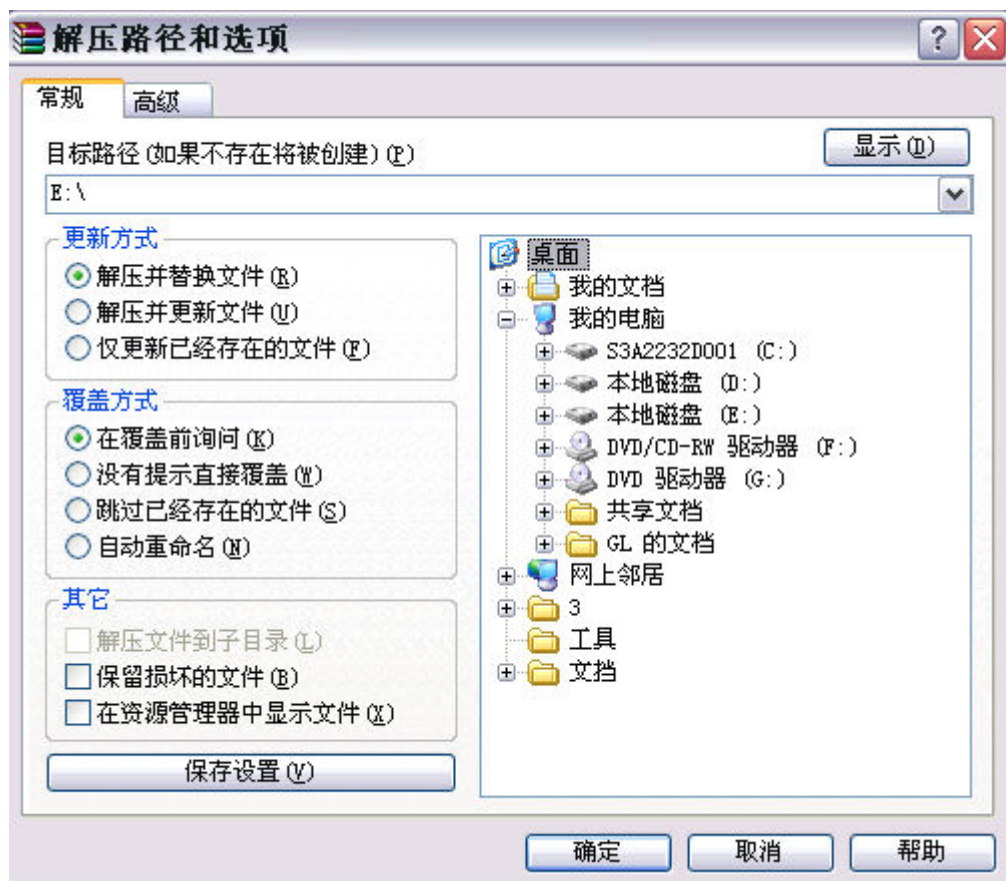 解压路径和选项
常规
高级
目标路径(如果不存在将被创建)(P)
显示(D)
E:\
更新方式
解压并替换文件(R)
解压并更新文件(U)
仅更新已经存在的文件(F)
覆盖方式
在覆盖前询问(K)
没有提示直接覆盖(W)
跳过已经存在的文件(S)
自动重命名(N)
其它
解压文件到子目录(L)
保留损坏的文件(B)
在资源管理器中显示文件(X)
保存设置(V)
桌面
我的文档
我的电脑
S3A2232D001 (C:)
本地磁盘 (D:)
本地磁盘 (E:)
DVD/CD-RW 驱动器 (F:)
DVD 驱动器 (G:)
共享文档
GL 的文档
网上邻居
3
工具
文挡
确定
取消
帮助